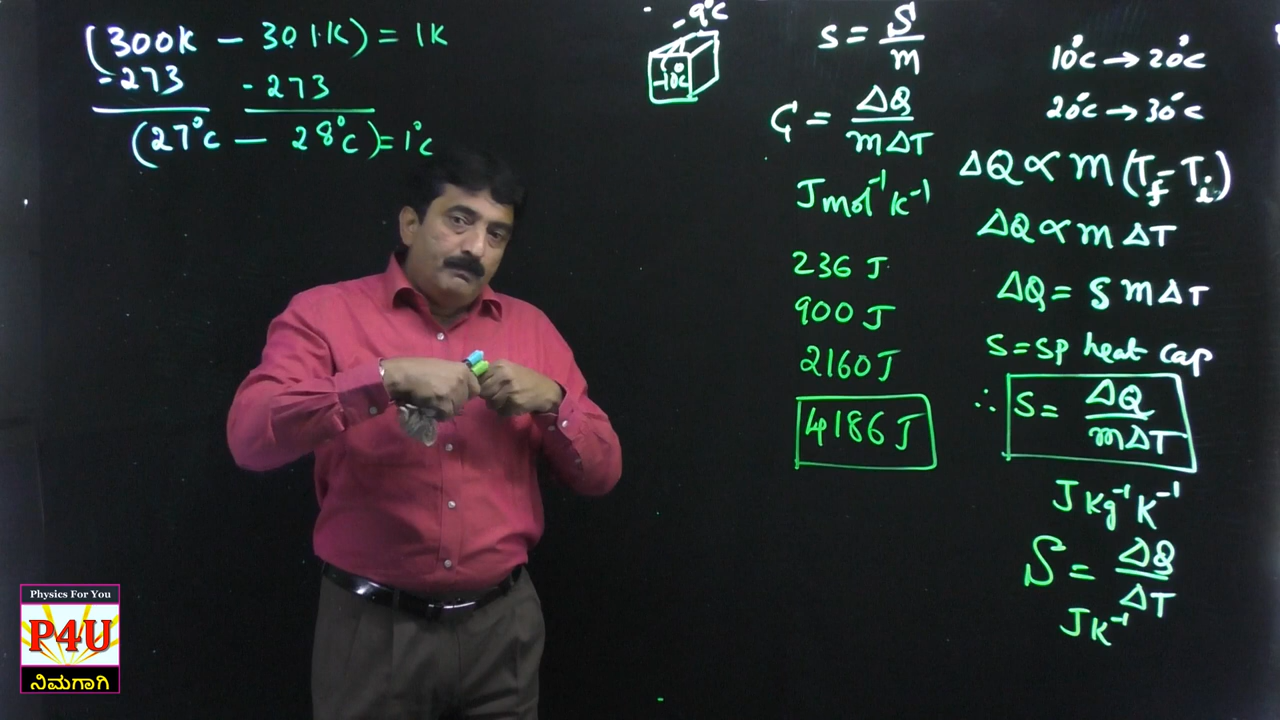 (300K – 301K) = 1K
-273 -273
(27°C – 28°C) = 1°C
-9°C
-10°C
s = S/m
C = ΔQ/mΔT
J mol⁻¹ K⁻¹
236 J
900 J
2160 J
4186 J
10°C → 20°C
20°C → 30°C
ΔQ ∝ m (T_f – T_i)
ΔQ ∝ m ΔT
ΔQ = S m ΔT
S = Sp heat cap
∴ S = ΔQ/mΔT
J Kg⁻¹ K⁻¹
S = ΔQ/ΔT
J K⁻¹
Physics For You
P4U
ನಿಮಗಾಗಿ